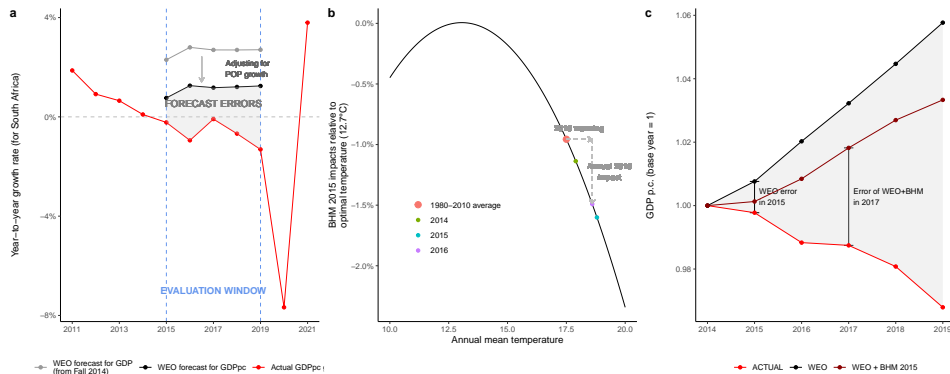 a
Year-to-year growth rate (for South Africa)
4%
0%
-4%
-8%
Adjusting for
POP growth
FORECAST ERRORS
EVALUATION WINDOW
2011
2013
2015
2017
2019
2021
WEO forecast for GDP
(from Fall 2014)
WEO forecast for GDPpc
Actual GDPpc
b
BHM 2015 impacts relative to
optimal temperature (12.7°C)
0.0%
-0.5%
-1.0%
-1.5%
-2.0%
warming
Annual 2016
impact
1980-2010 average
2014
2015
2016
10.0
12.5
15.0
17.5
20.0
Annual mean temperature
c
GDP p.c. (base year = 1)
1.06
1.04
1.02
1.00
0.98
WEO error
in 2015
Error of WEO+BHM
in 2017
2014
2015
2016
2017
2018
2019
ACTUAL
WEO
WEO + BHM 2015